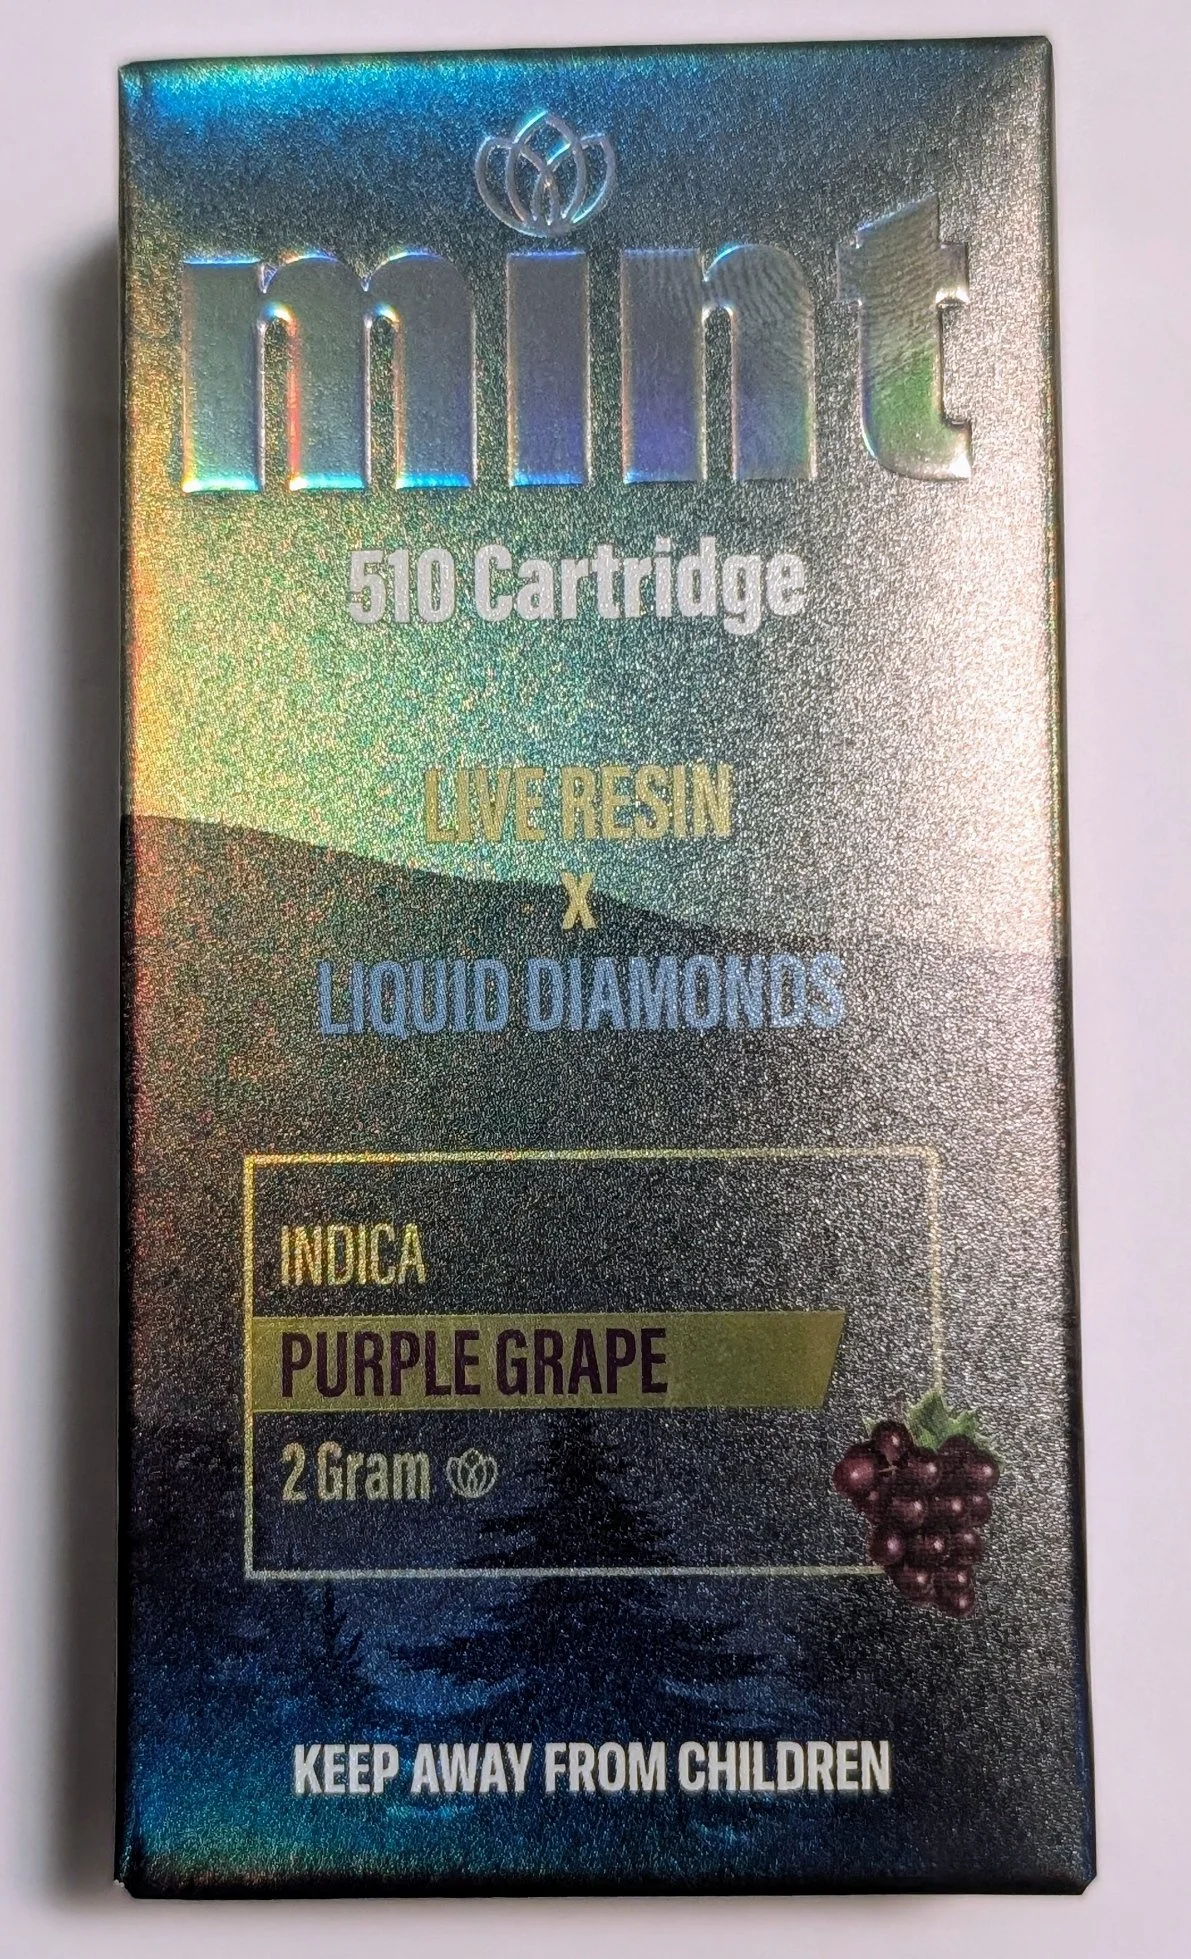 mint
510 Cartridge
LIVE RESIN
X
LIQUID DIAMONDS
INDICA
PURPLE GRAPE
2 Gram
KEEP AWAY FROM CHILDREN